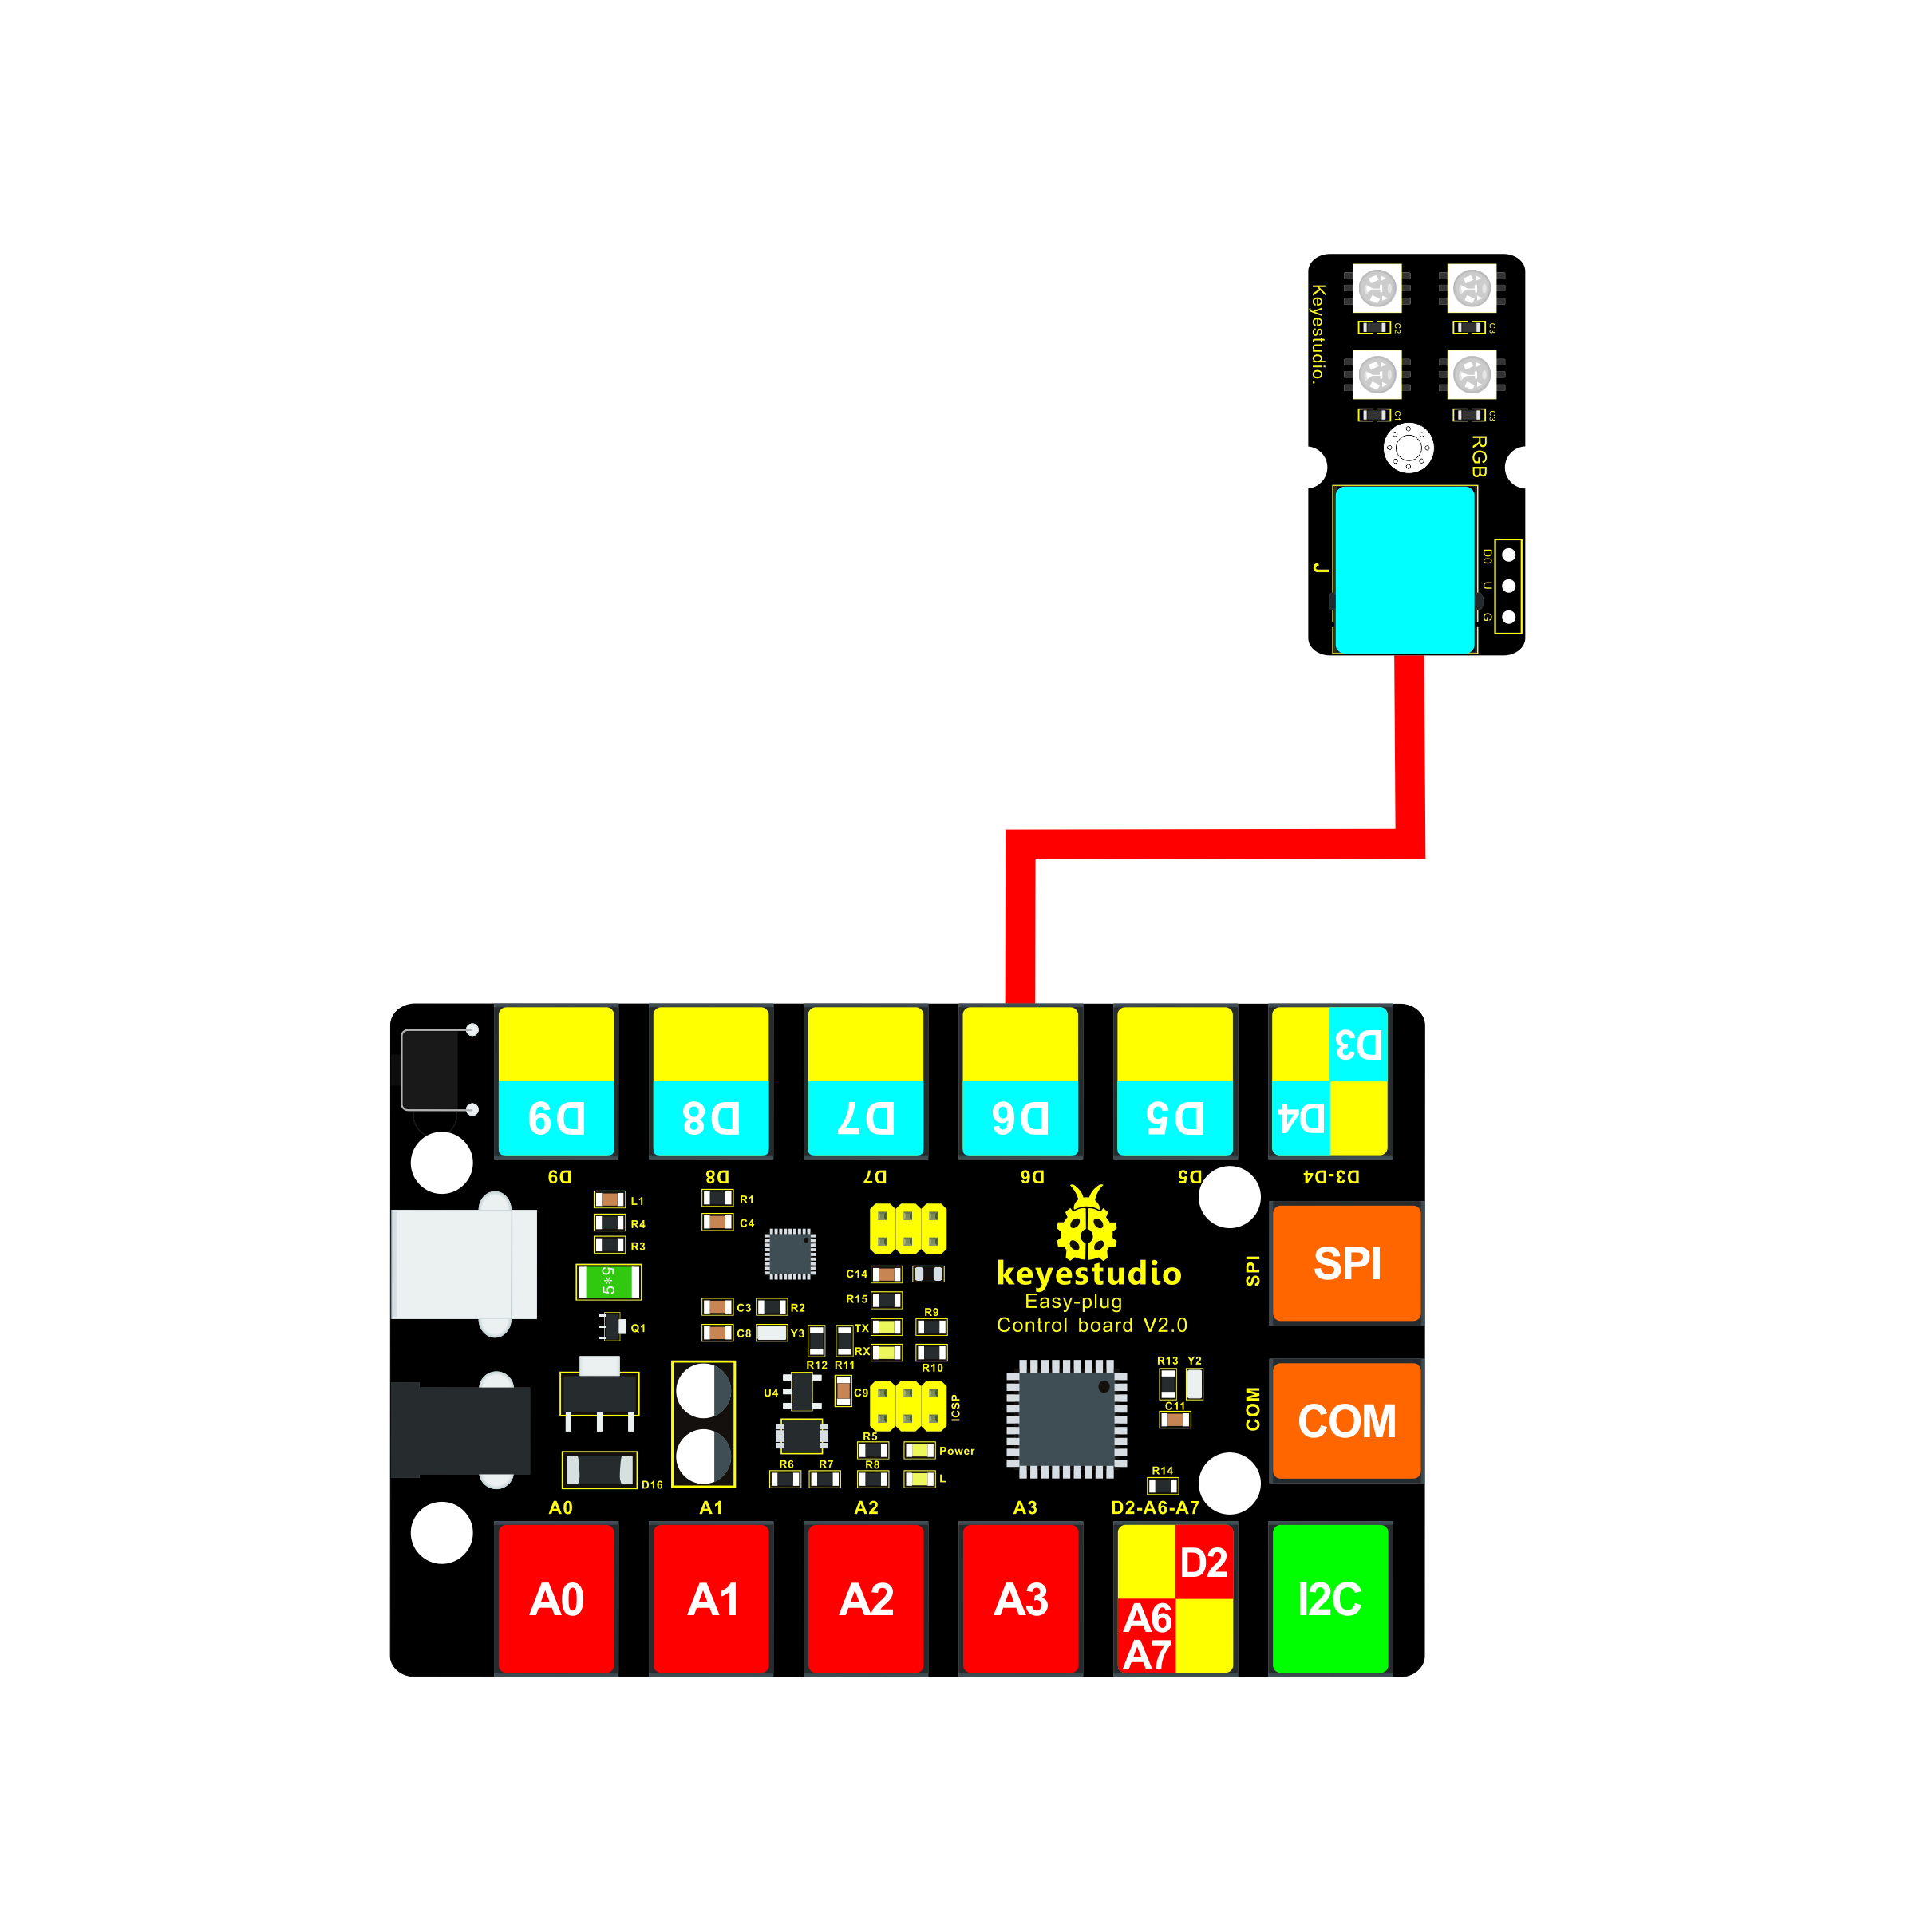 Keyestudio.
C2
C3
C1
C3
RGB
J
D0
U
G
D9
D8
D7
D6
D5
D3
D4
D9
D8
D7
D6
D5
D3-D4
L1
R4
R3
5*5
Q1
R1
C4
C3
R2
C8
Y3
C14
R15
TX
RX
R9
R10
R12
R11
U4
C9
ICSP
R5
Power
R6
R7
R8
L
D16
keyestudio
Easy-plug
Control board V2.0
SPI
SPI
COM
COM
R13
Y2
C11
R14
A0
A1
A2
A3
D2-A6-A7
A0
A1
A2
A3
D2
A6
A7
I2C